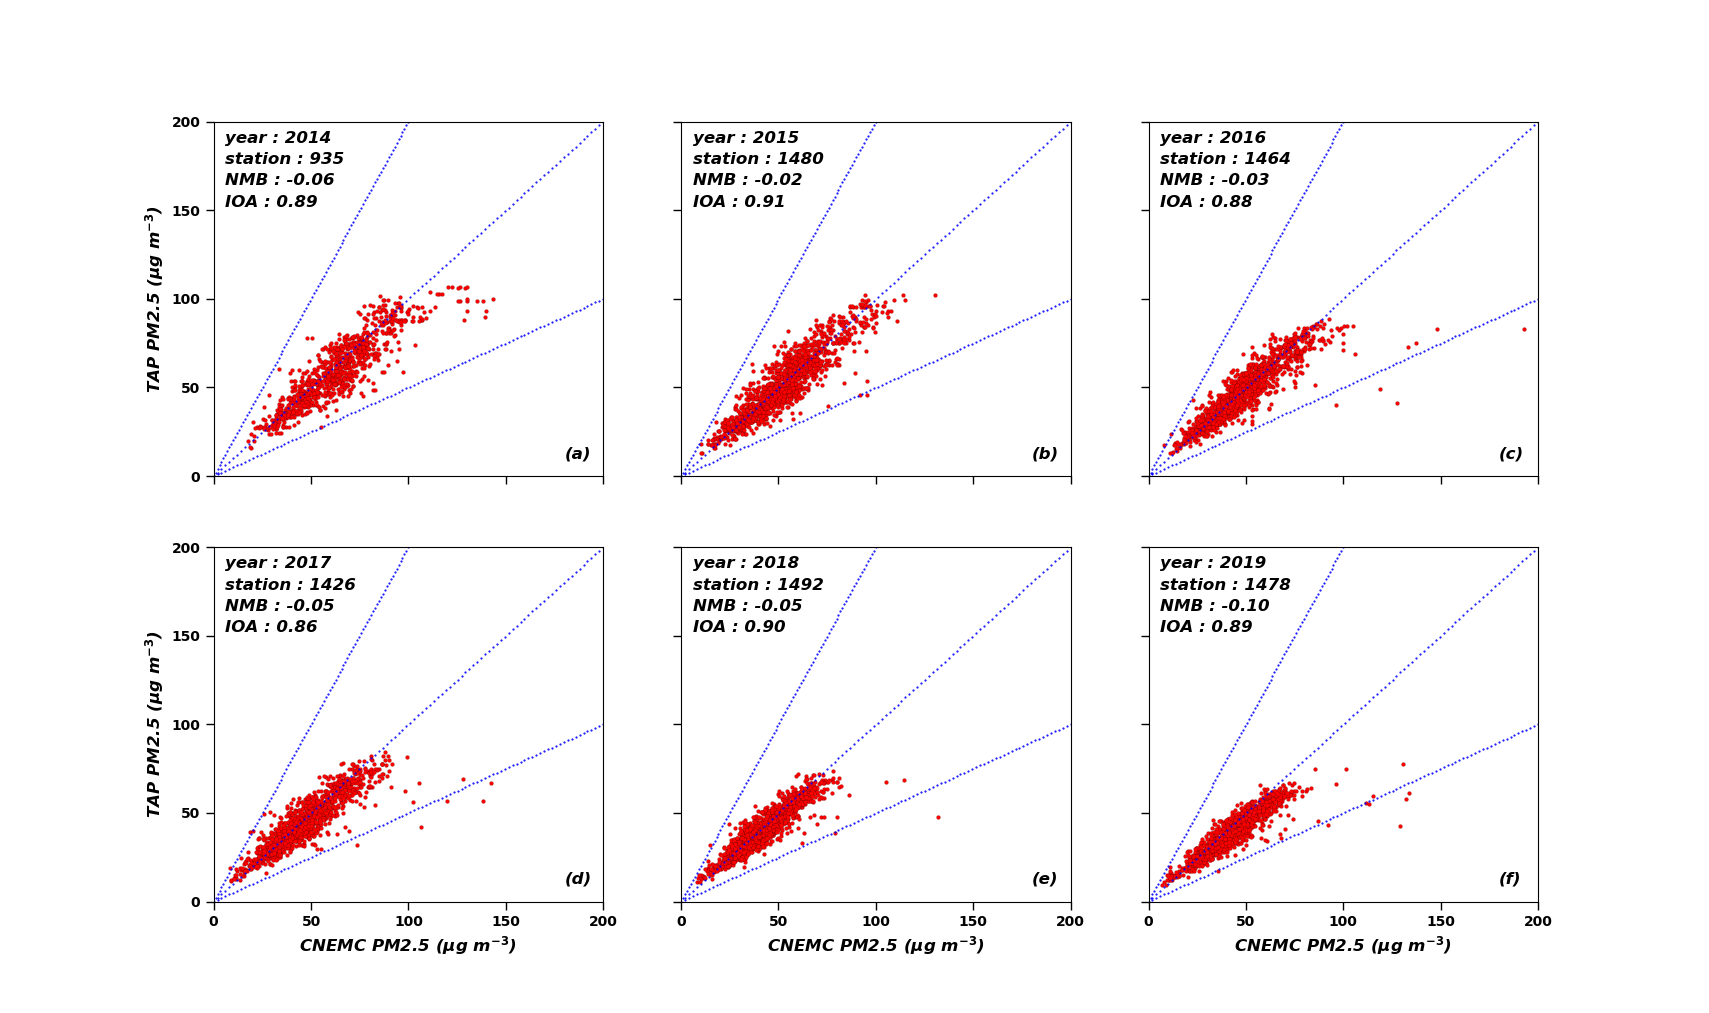 year : 2014
station : 935
NMB : -0.06
IOA : 0.89
(a)
200
150
100
50
0
TAP PM2.5 (μg m⁻³)
year : 2015
station : 1480
NMB : -0.02
IOA : 0.91
(b)
year : 2016
station : 1464
NMB : -0.03
IOA : 0.88
(c)
year : 2017
station : 1426
NMB : -0.05
IOA : 0.86
(d)
200
150
100
50
0
TAP PM2.5 (μg m⁻³)
0 50 100 150 200
CNEMC PM2.5 (μg m⁻³)
year : 2018
station : 1492
NMB : -0.05
IOA : 0.90
(e)
0 50 100 150 200
CNEMC PM2.5 (μg m⁻³)
year : 2019
station : 1478
NMB : -0.10
IOA : 0.89
(f)
0 50 100 150 200
CNEMC PM2.5 (μg m⁻³)